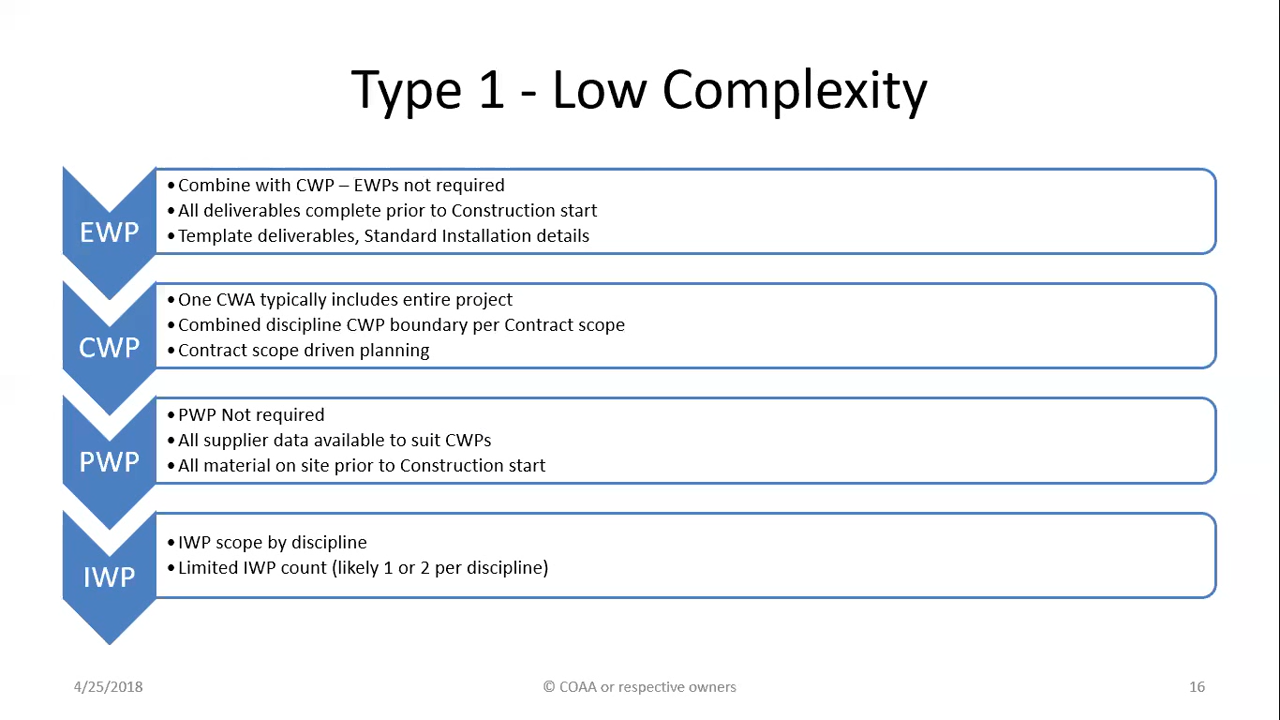 Type 1 - Low Complexity
EWP
•Combine with CWP – EWPs not required
•All deliverables complete prior to Construction start
•Template deliverables, Standard Installation details
CWP
•One CWA typically includes entire project
•Combined discipline CWP boundary per Contract scope
•Contract scope driven planning
PWP
•PWP Not required
•All supplier data available to suit CWPs
•All material on site prior to Construction start
IWP
•IWP scope by discipline
•Limited IWP count (likely 1 or 2 per discipline)
4/25/2018
© COAA or respective owners
16